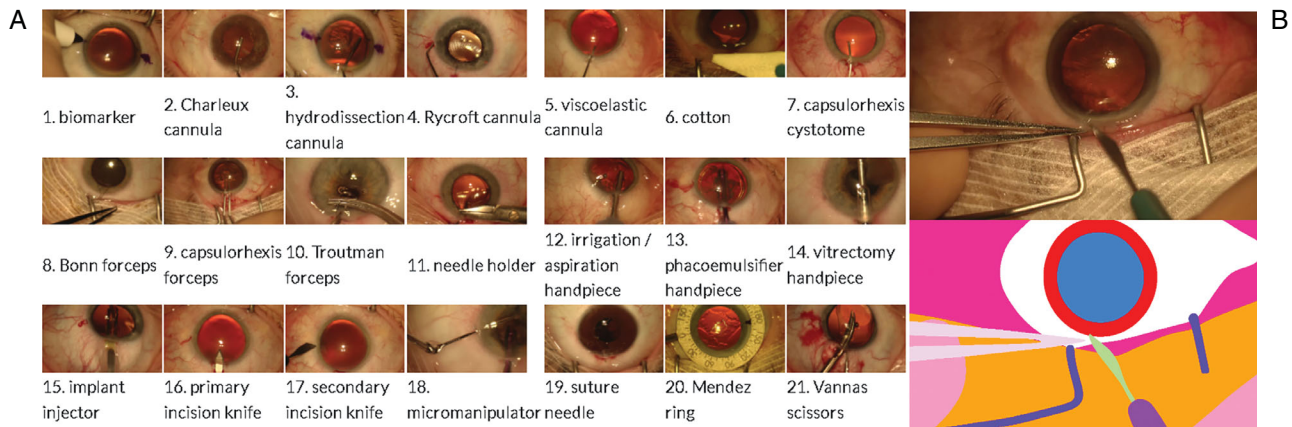 A
B
1. biomarker
2. Charleux
cannula
3.
hydrodissection
cannula
4. Rycroft cannula
5. viscoelastic
cannula
6. cotton
7. capsulorhexis
cystotome
8. Bonn forceps
9. capsulorhexis
forceps
10. Troutman
forceps
11. needle holder
12. irrigation /
aspiration
handpiece
13.
phacoemulsifier
handpiece
14. vitrectomy
handpiece
15. implant
injector
16. primary
incision knife
17. secondary
incision knife
18.
micromanipulator
19. suture
needle
20. Mendez
ring
21. Vannas
scissors